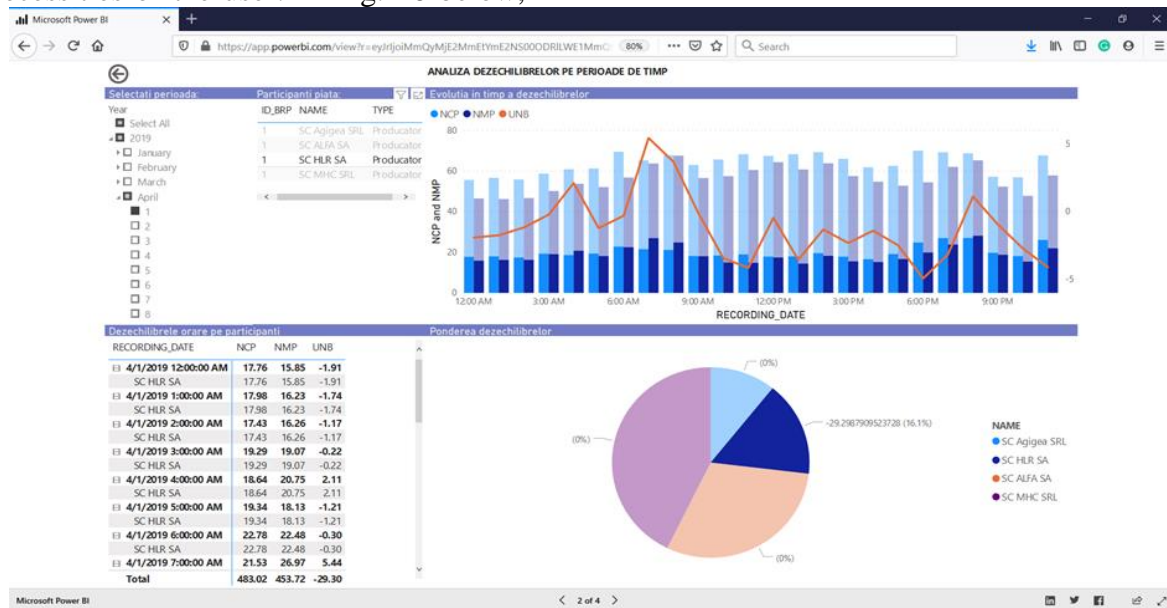 Microsoft Power BI
https://app.powerbi.com/view?r=
80%
Search
ANALIZA DEZECHILIBRELOR PE PERIOADE DE TIMP
Selectati perioada:
Year
Select All
2019
January
February
March
April
1
2
3
4
5
6
7
8
Participanti piata:
ID_BRP NAME TYPE
1 SC Agigea SRL Producator
1 SC ALFA SA Producator
1 SC HLR SA Producator
1 SC MHC SRL Producator
Evolutia in timp a dezechilibrelor
NCP NMP UNB
NCP and NMP
80
60
40
20
0
5
0
-5
12:00 AM 3:00 AM 6:00 AM 9:00 AM 12:00 PM 3:00 PM 6:00 PM 9:00 PM
RECORDING_DATE
Dezechilibrele orare pe participanti
RECORDING_DATE NCP NMP UNB
4/1/2019 12:00:00 AM 17.76 15.85 -1.91
SC HLR SA 17.76 15.85 -1.91
4/1/2019 1:00:00 AM 17.98 16.23 -1.74
SC HLR SA 17.98 16.23 -1.74
4/1/2019 2:00:00 AM 17.43 16.26 -1.17
SC HLR SA 17.43 16.26 -1.17
4/1/2019 3:00:00 AM 19.29 19.07 -0.22
SC HLR SA 19.29 19.07 -0.22
4/1/2019 4:00:00 AM 18.64 20.75 2.11
SC HLR SA 18.64 20.75 2.11
4/1/2019 5:00:00 AM 19.34 18.13 -1.21
SC HLR SA 19.34 18.13 -1.21
4/1/2019 6:00:00 AM 22.78 22.48 -0.30
SC HLR SA 22.78 22.48 -0.30
4/1/2019 7:00:00 AM 21.53 26.97 5.44
Total 483.02 453.72 -29.30
Ponderea dezechilibrelor
(0%)
-29.2987909523728 (16.1%)
(0%)
(0%)
NAME
SC Agigea SRL
SC HLR SA
SC ALFA SA
SC MHC SRL
Microsoft Power BI
2 of 4